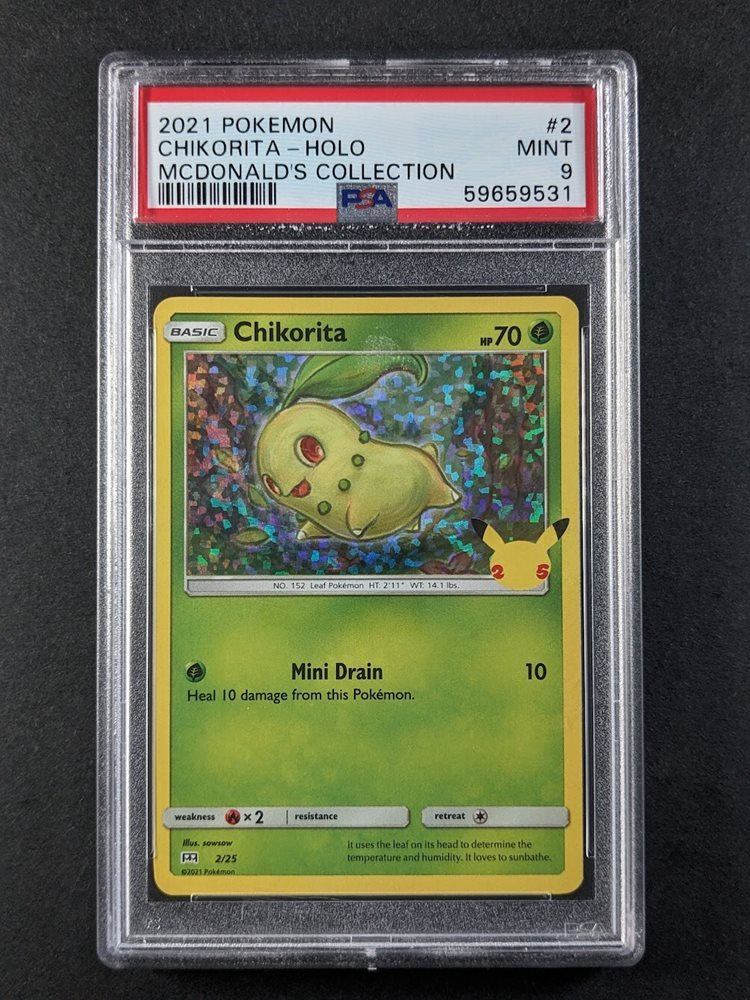 2021 POKEMON #2
CHIKORITA - HOLO MINT
MCDONALD'S COLLECTION 9
PSA 59659531
BASIC Chikorita HP 70
25
NO. 152 Leaf Pokémon HT: 2'11" WT: 14.1 lbs.
Mini Drain 10
Heal 10 damage from this Pokémon.
weakness ×2 resistance retreat
Illus. sowsow
It uses the leaf on its head to determine the
2/25 temperature and humidity. It loves to sunbathe.
©2021 Pokémon
PSA